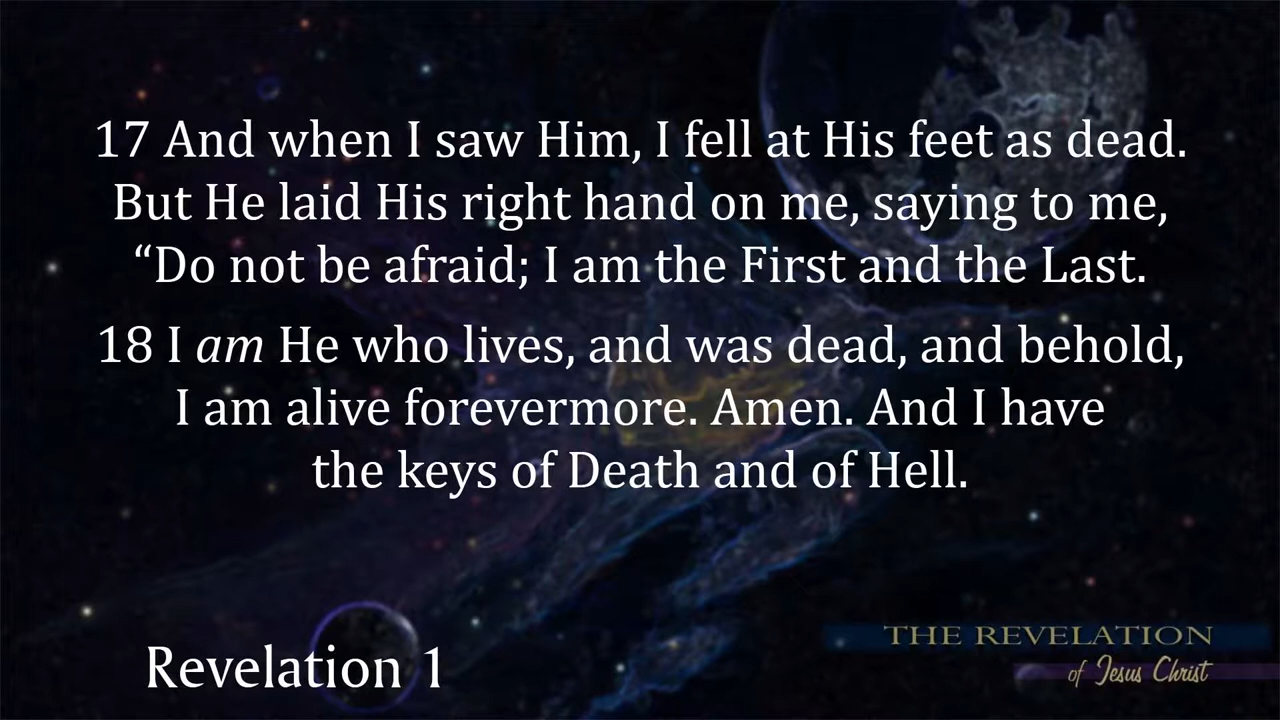 17 And when I saw Him, I fell at His feet as dead.
But He laid His right hand on me, saying to me,
“Do not be afraid; I am the First and the Last.
18 I am He who lives, and was dead, and behold,
I am alive forevermore. Amen. And I have
the keys of Death and of Hell.
Revelation 1
THE REVELATION
of Jesus Christ